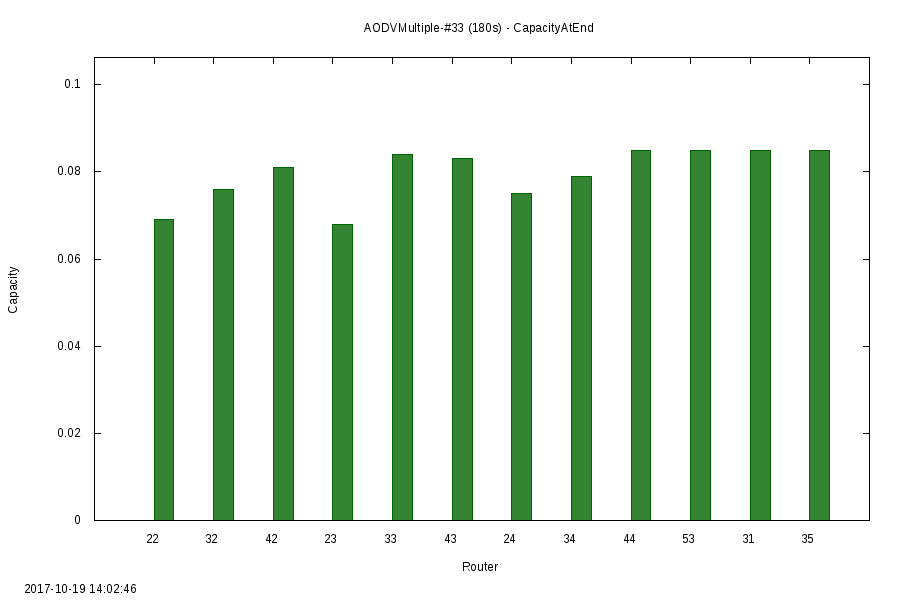 AODVMultiple-#33 (180s) - CapacityAtEnd
0.1
0.08
0.06
0.04
0.02
0
Capacity
22 32 42 23 33 43 24 34 44 53 31 35
Router
2017-10-19 14:02:46